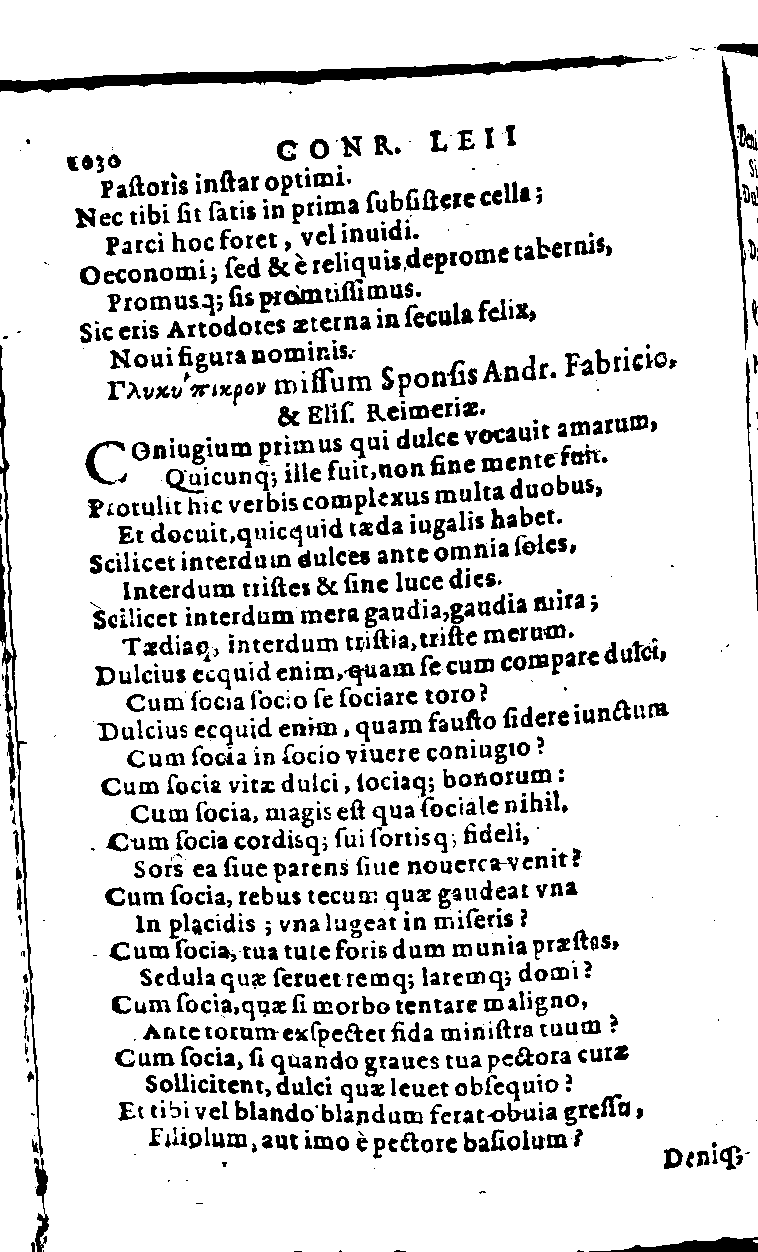 1030 CONR. LEII
Paſtoris inſtar optimi.
Nec tibi ſit ſatis in prima ſubſiſtere cella;
Parci hoc foret, vel inuidi.
Oeconomi; ſed & è reliquis deprome tabernis,
Promusq; ſis promtiſſimus.
Sic eris Artodotes æterna in ſecula felix,
Noui figura nominis.
Γλυκύπικρον miſſum Sponſis Andr. Fabricio,
& Eliſ. Reimeriæ.
COniugium primus qui dulce vocauit amarum,
Quicunq; ille fuit, non ſine mente fuit.
Protulit hic verbis complexus multa duobus,
Et docuit, quicquid tæda iugalis habet.
Scilicet interdum dulces ante omnia ſoles,
Interdum triſtes & ſine luce dies.
Scilicet interdum mera gaudia, gaudia mira;
Tædiaq, interdum triſtia, triſte merum.
Dulcius ecquid enim, quam ſe cum compare dulci,
Cum ſocia ſocio ſe ſociare toro?
Dulcius ecquid enim, quam fauſto ſidere iunctum
Cum ſocia in ſocio viuere coniugio?
Cum ſocia vitæ dulci, ſociaq; bonorum:
Cum ſocia, magis eſt qua ſociale nihil.
Cum ſocia cordisq; ſui ſortisq; fideli,
Sors ea ſiue parens ſiue nouerca venit?
Cum ſocia, rebus tecum quæ gaudeat vna
In placidis; vna lugeat in miſeris?
Cum ſocia, tua tute foris dum munia præſtas,
Sedula quæ ſeruet remq; laremq; domi?
Cum ſocia, quæ ſi morbo tentare maligno,
Ante torum exſpectet fida miniſtra tuum?
Cum ſocia, ſi quando graues tua pectora curæ
Sollicitent, dulci quæ leuet obſequio?
Et tibi vel blando blandum ferat obuia greſſu,
Filiolum, aut imo è pectore baſiolum?
Deniq;